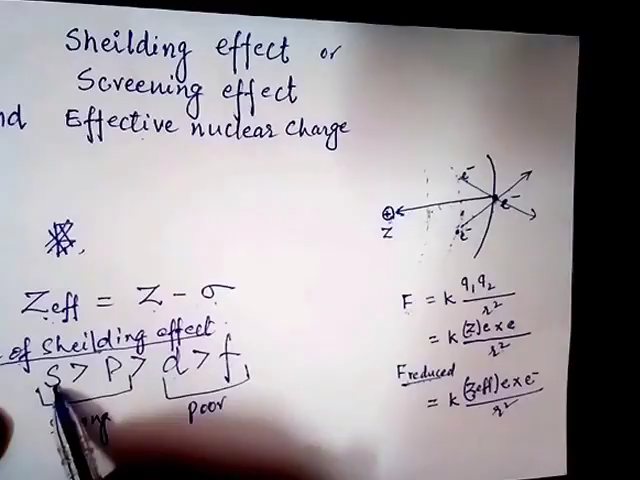 Sheilding effect or
Screening effect
nd Effective nuclear charge
Zeff = Z - σ
of Sheilding effect
S > P > d > f
poor
e⁻
e⁻
e⁻
⊕
Z
F = k q₁q₂/r²
= k (Z)e×e/r²
Freduced
= k (Zeff)e×e⁻/r²